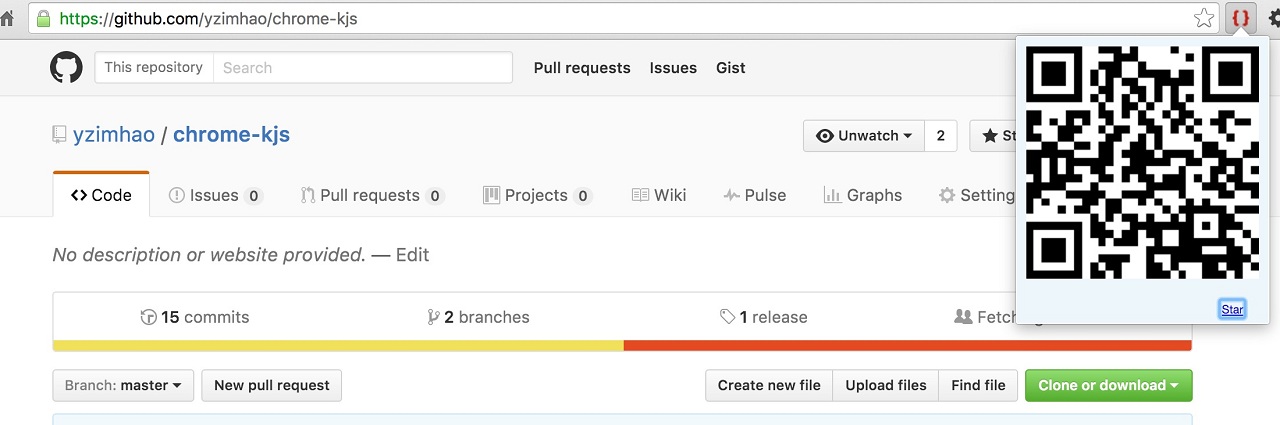 https://github.com/yzimhao/chrome-kjs
{}
This repository Search Pull requests Issues Gist
yzimhao / chrome-kjs Unwatch 2
Code Issues 0 Pull requests 0 Projects 0 Wiki Pulse Graphs
No description or website provided. — Edit
15 commits 2 branches 1 release
Star
Branch: master New pull request Create new file Upload files Find file Clone or download